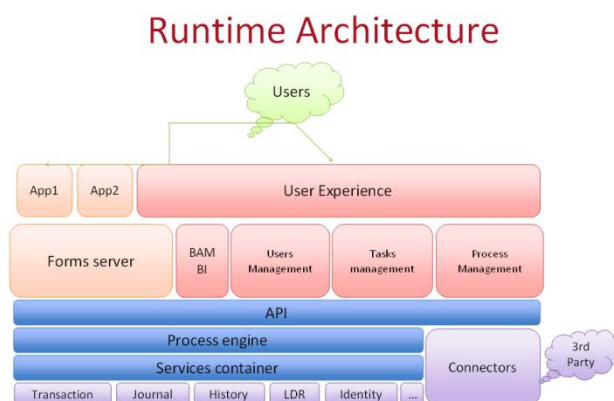 Runtime Architecture
Users
App1
App2
User Experience
Forms server
BAM
BI
Users
Management
Tasks
management
Process
Management
API
Process engine
Services container
Connectors
3rd
Party
Transaction
Journal
History
LDR
Identity
...